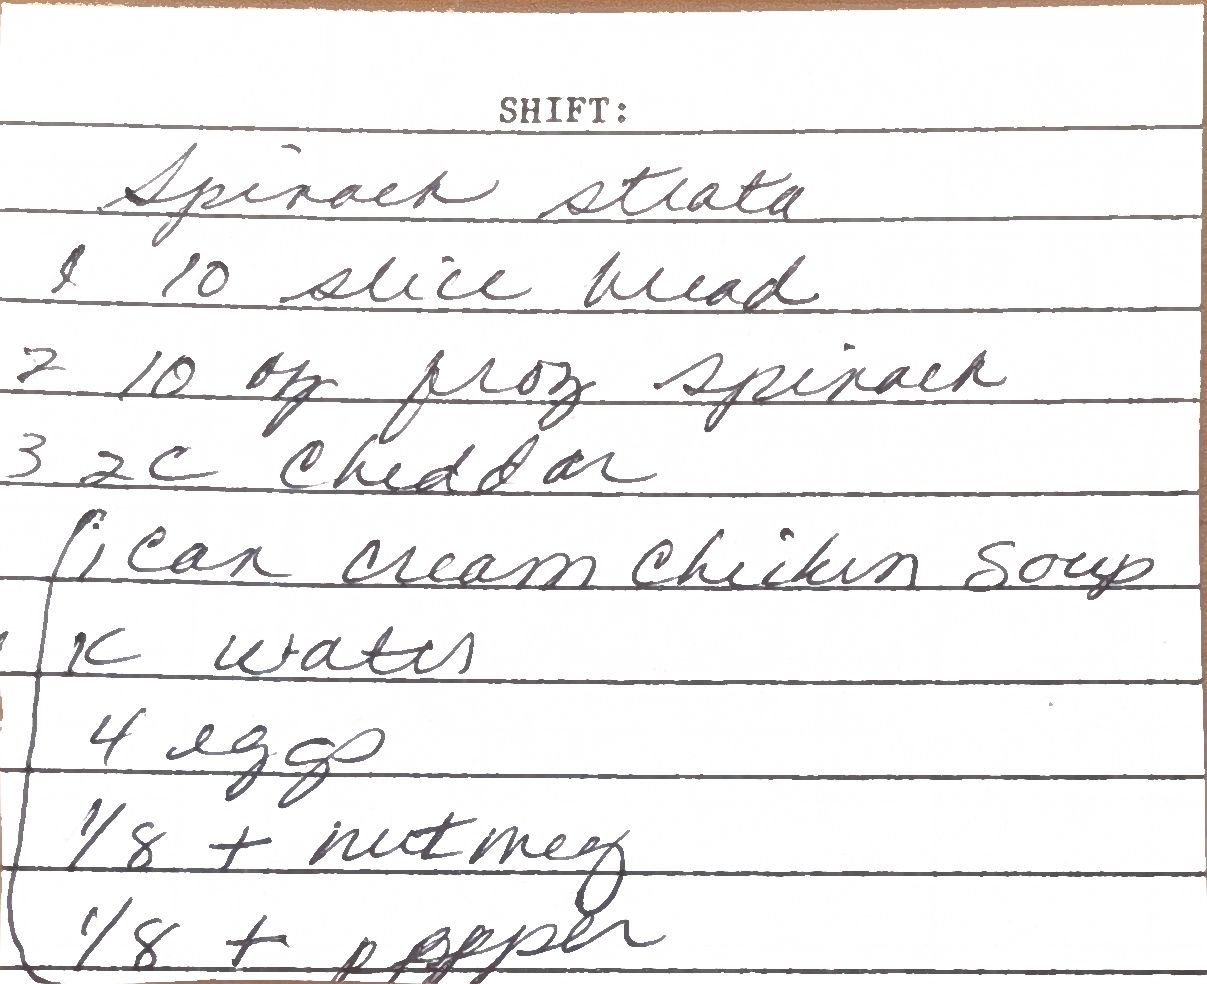 SHIFT:
Spinach strata
1 10 slice bread
2 10 oz froz spinach
3 2C Cheddar
1 can cream chicken Soup
1C water
4 eggs
1/8 t nutmeg
1/8 t pepper